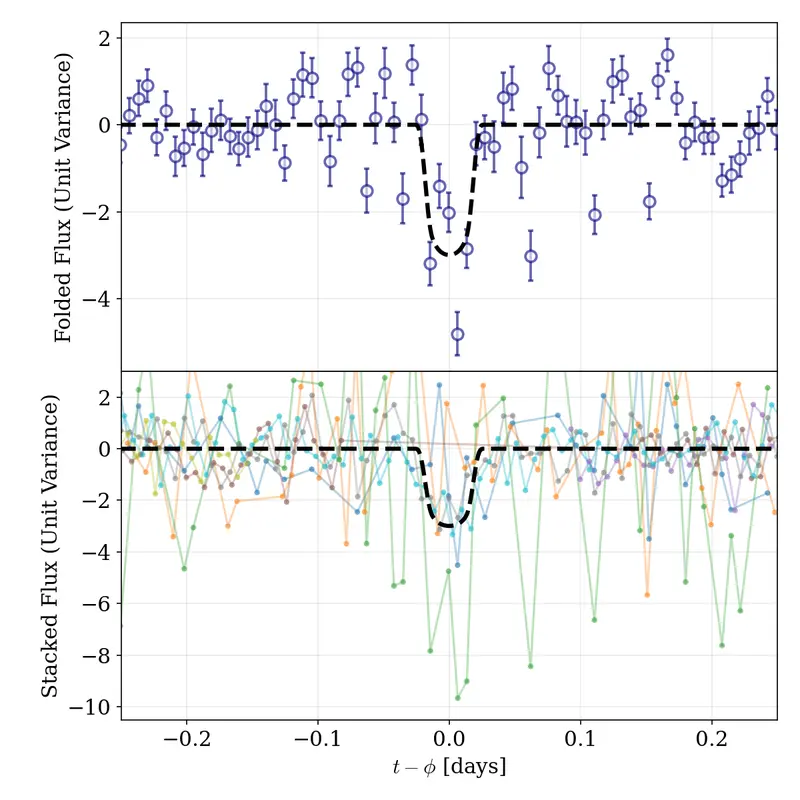 Folded Flux (Unit Variance)
2
0
−2
−4
Stacked Flux (Unit Variance)
2
0
−2
−4
−6
−8
−10
−0.2 −0.1 0.0 0.1 0.2
t − ϕ [days]